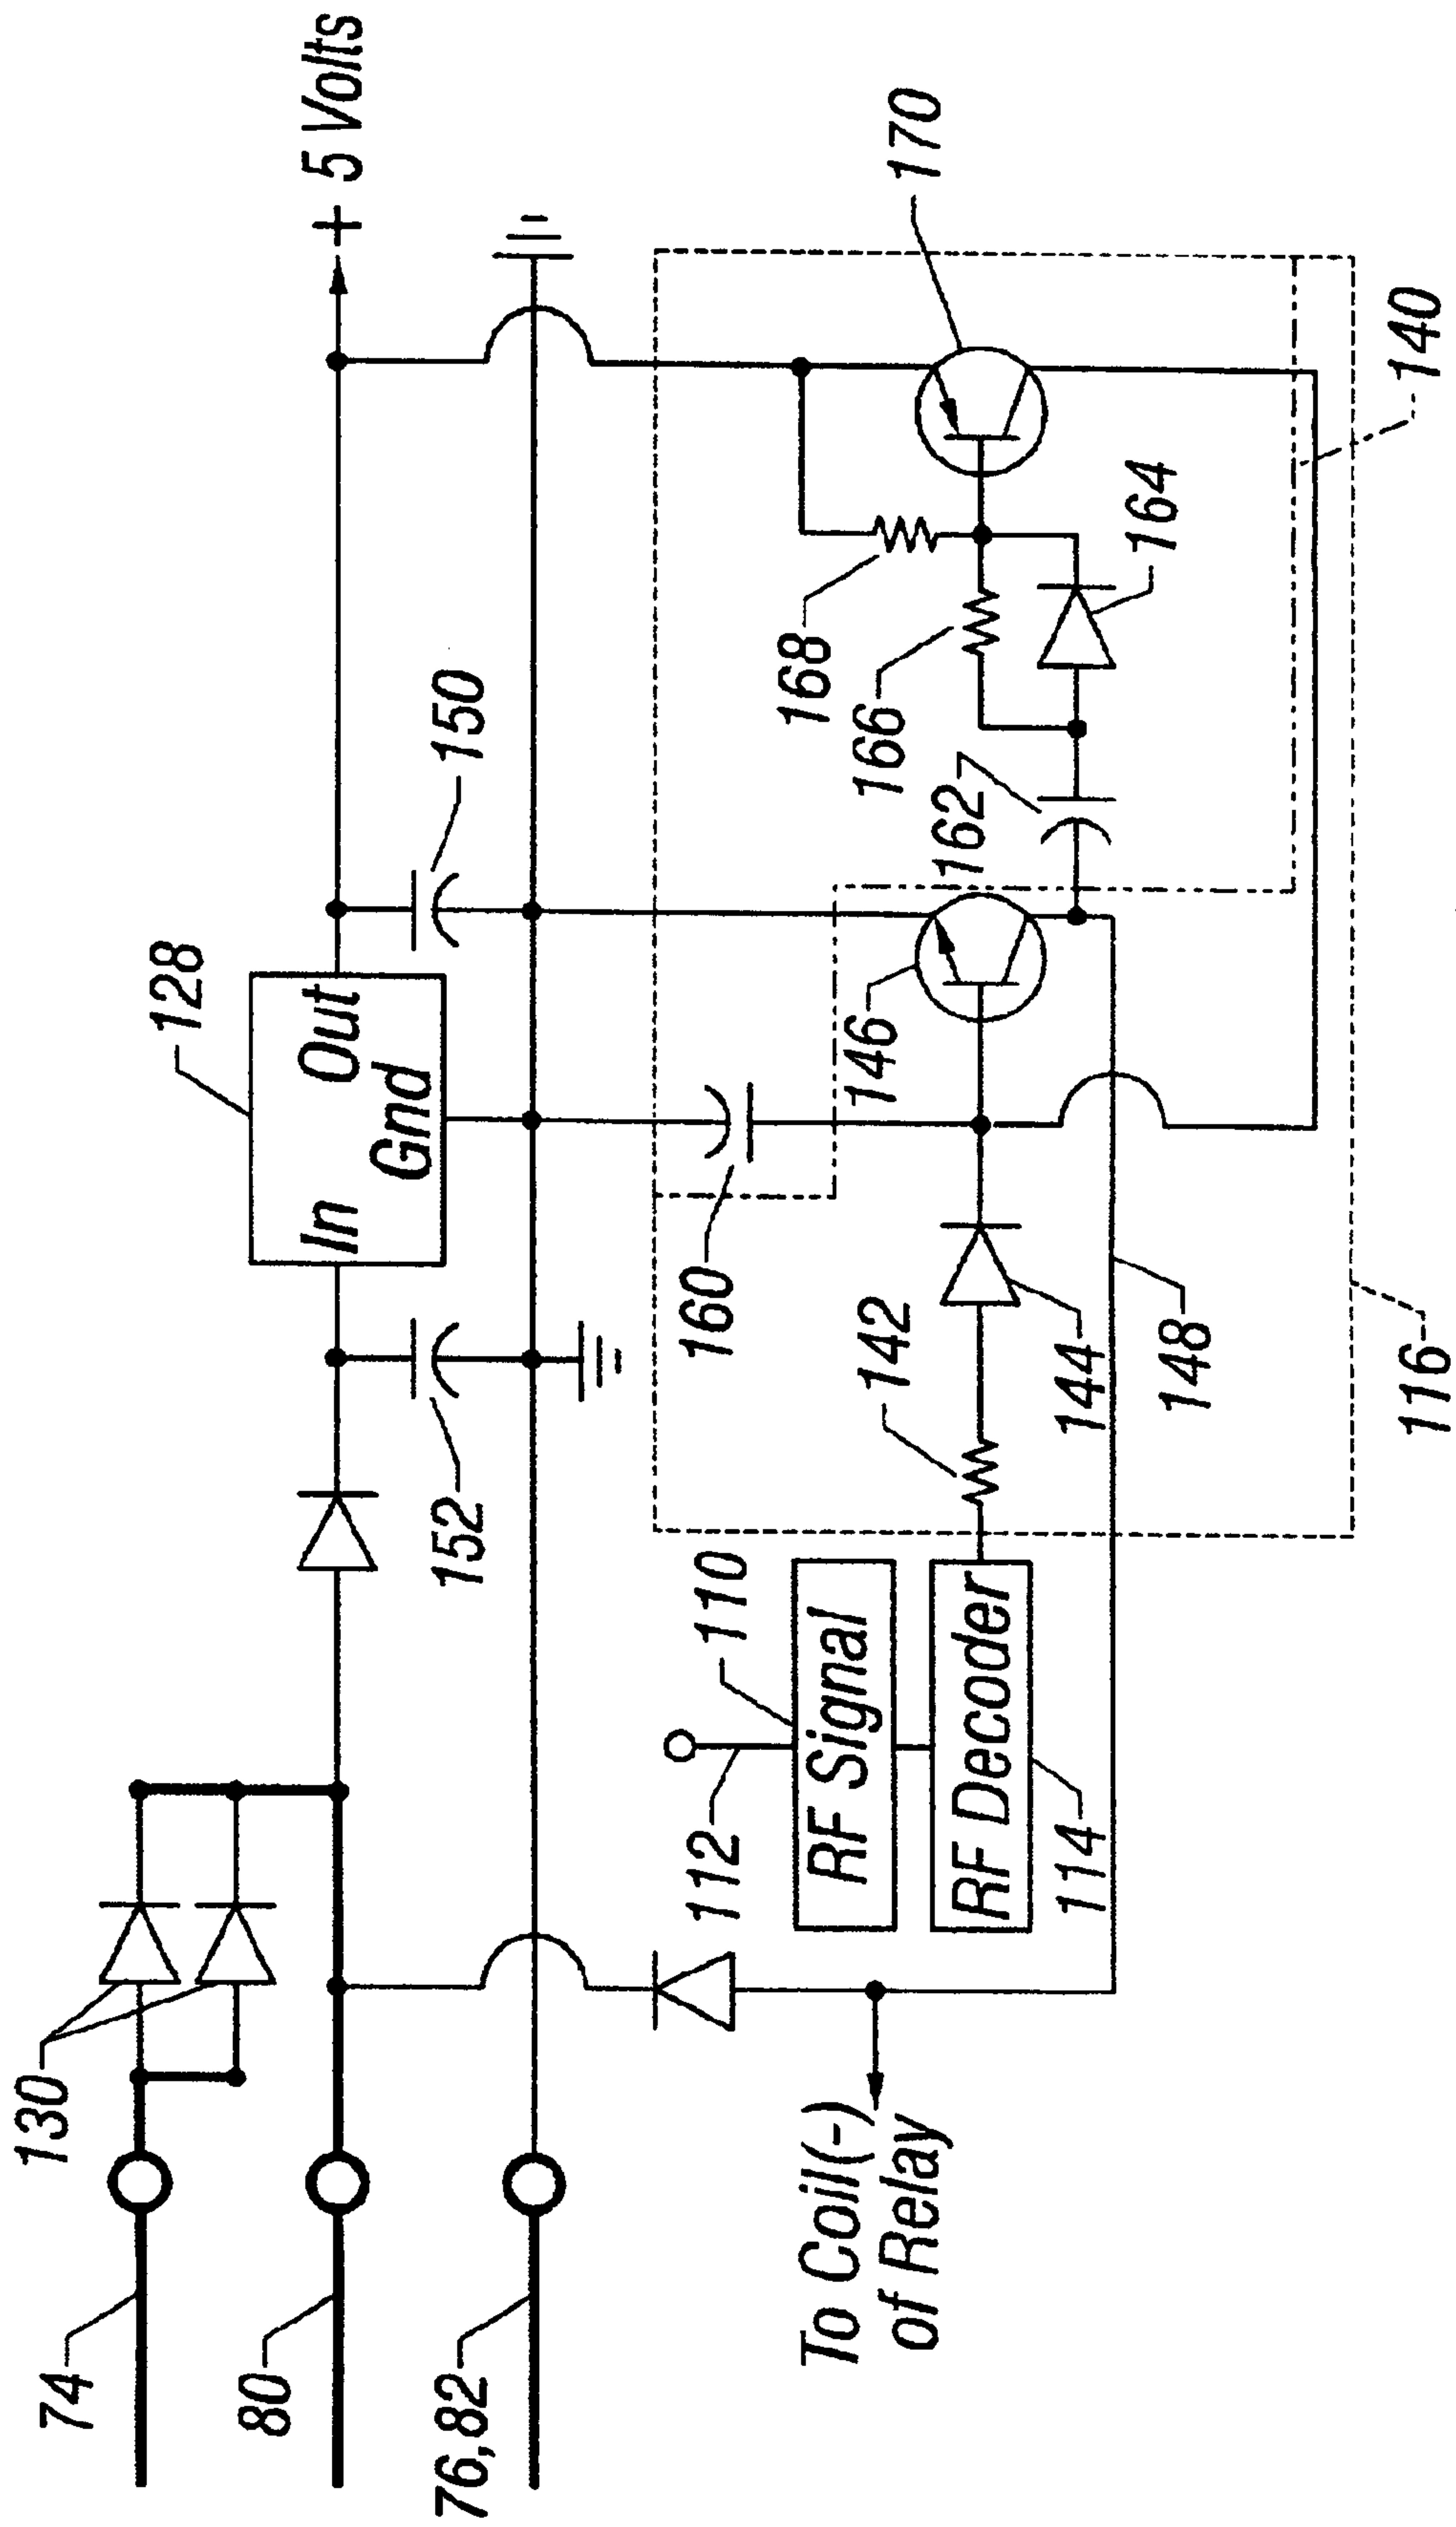 74
130
80
76,82
152
In
Out
Gnd
128
150
+ 5 Volts
To Coil(-)
of Relay
112
110
RF Signal
RF Decoder
114
160
142
144
148
146
162
168
166
164
170
140
116